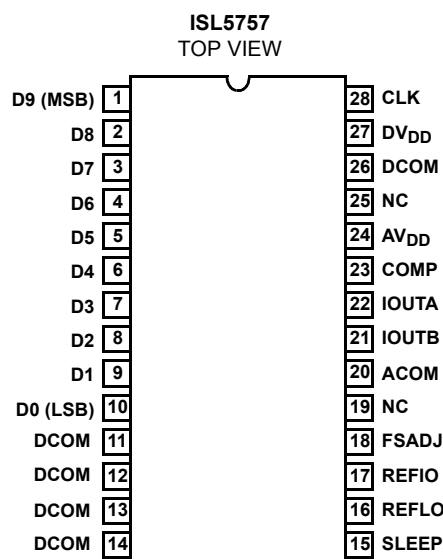 ISL5757
TOP VIEW
D9 (MSB) 1 28 CLK
D8 2 27 DVDD
D7 3 26 DCOM
D6 4 25 NC
D5 5 24 AVDD
D4 6 23 COMP
D3 7 22 IOUTA
D2 8 21 IOUTB
D1 9 20 ACOM
D0 (LSB) 10 19 NC
DCOM 11 18 FSADJ
DCOM 12 17 REFIO
DCOM 13 16 REFLO
DCOM 14 15 SLEEP